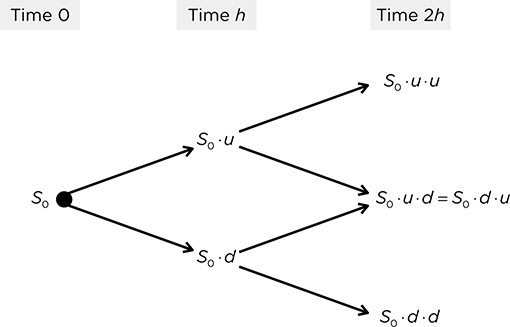 Time 0 Time h Time 2h
S₀·u·u
S₀·u
S₀ S₀·u·d = S₀·d·u
S₀·d
S₀·d·d